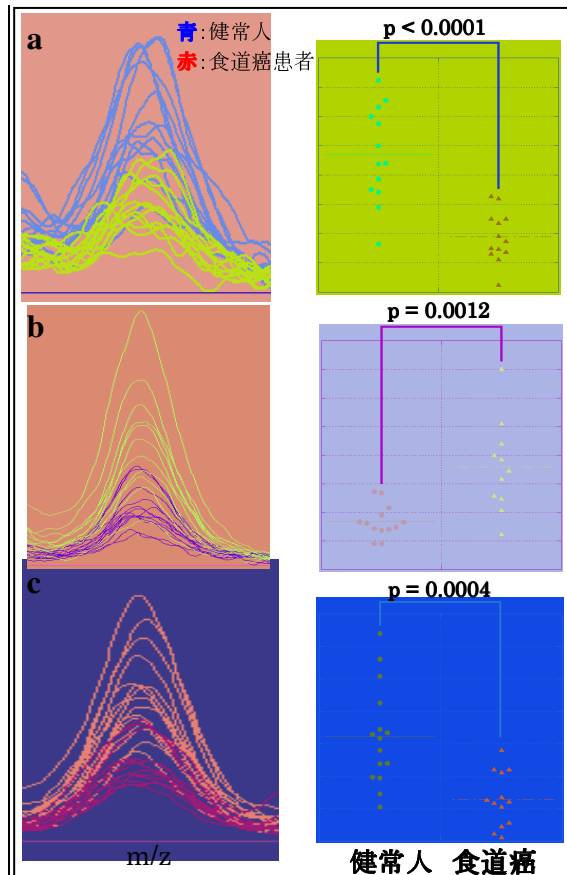 a
青:健常人
赤:食道癌患者
p < 0.0001
b
p = 0.0012
c
p = 0.0004
m/z
健常人 食道癌